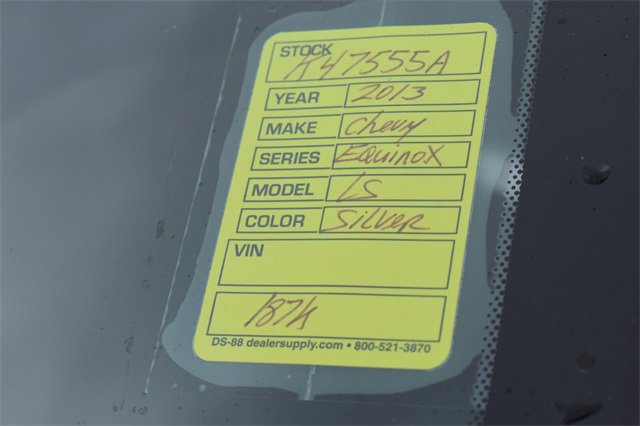 STOCK K47555A
YEAR 2013
MAKE Chevy
SERIES EQuinoX
MODEL LS
COLOR SilveR
VIN
187K
DS-88 dealersupply.com • 800-521-3870